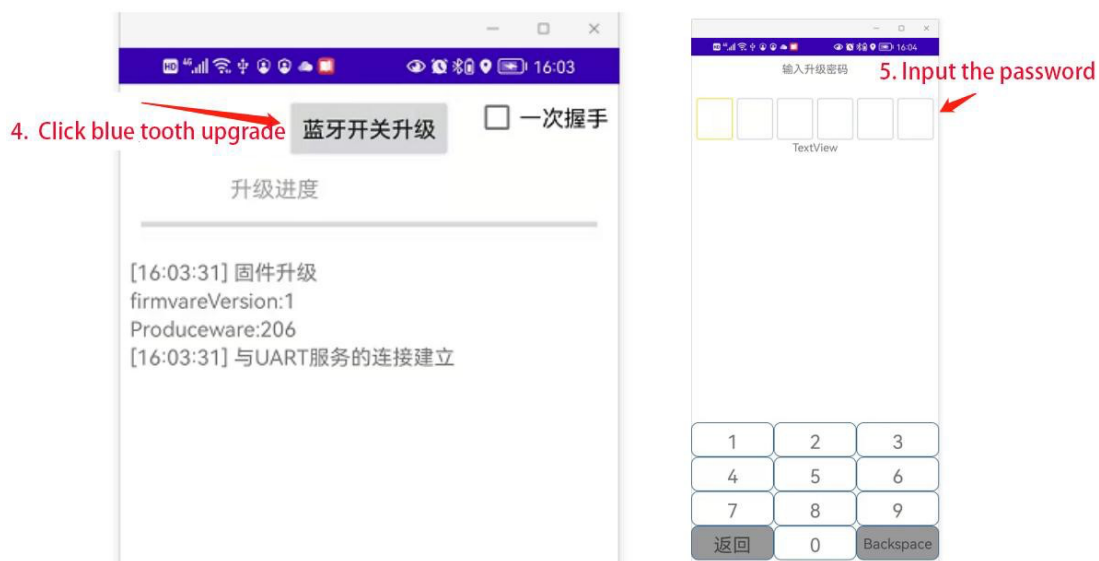 HD 46 16:03
4. Click blue tooth upgrade
蓝牙开关升级
一次握手
升级进度
[16:03:31] 固件升级
firmvareVersion:1
Produceware:206
[16:03:31] 与UART服务的连接建立
HD 16:04
输入升级密码
5. Input the password
TextView
1 2 3
4 5 6
7 8 9
返回 0 Backspace